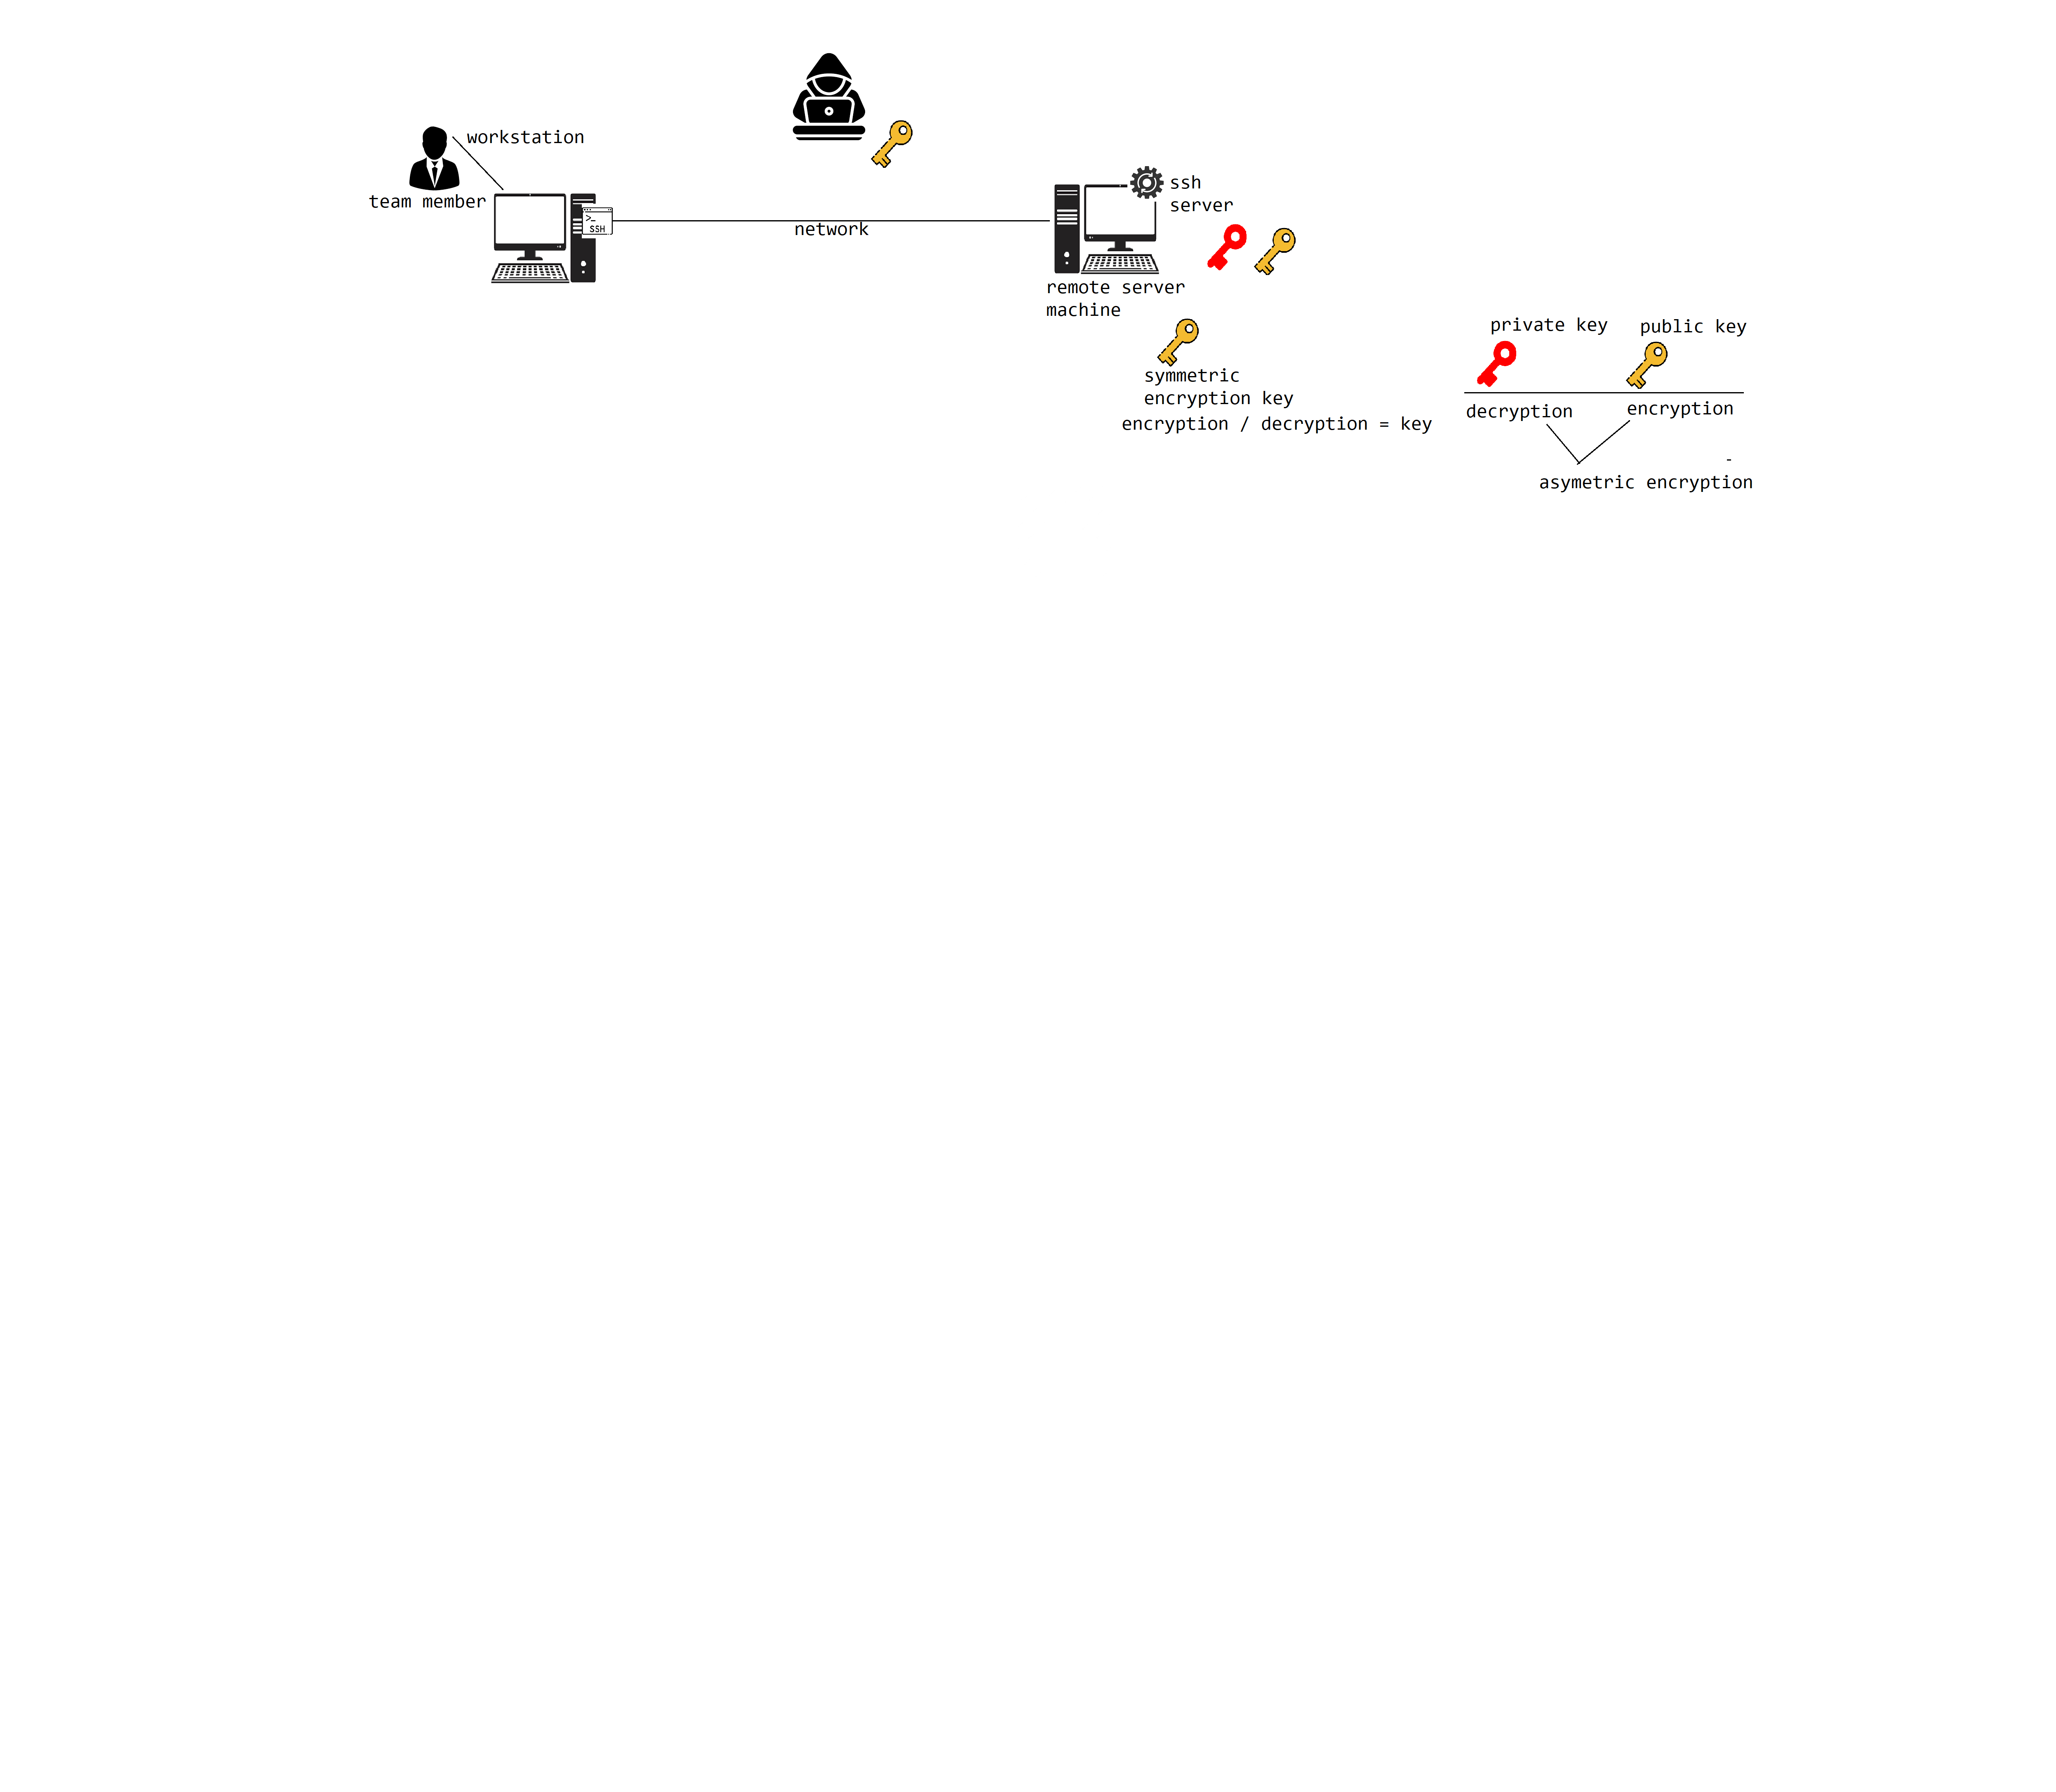 workstation
team member
>_
SSH
network
ssh
server
remote server
machine
symmetric
encryption key
encryption / decryption = key
private key
public key
decryption
encryption
-
asymetric encryption